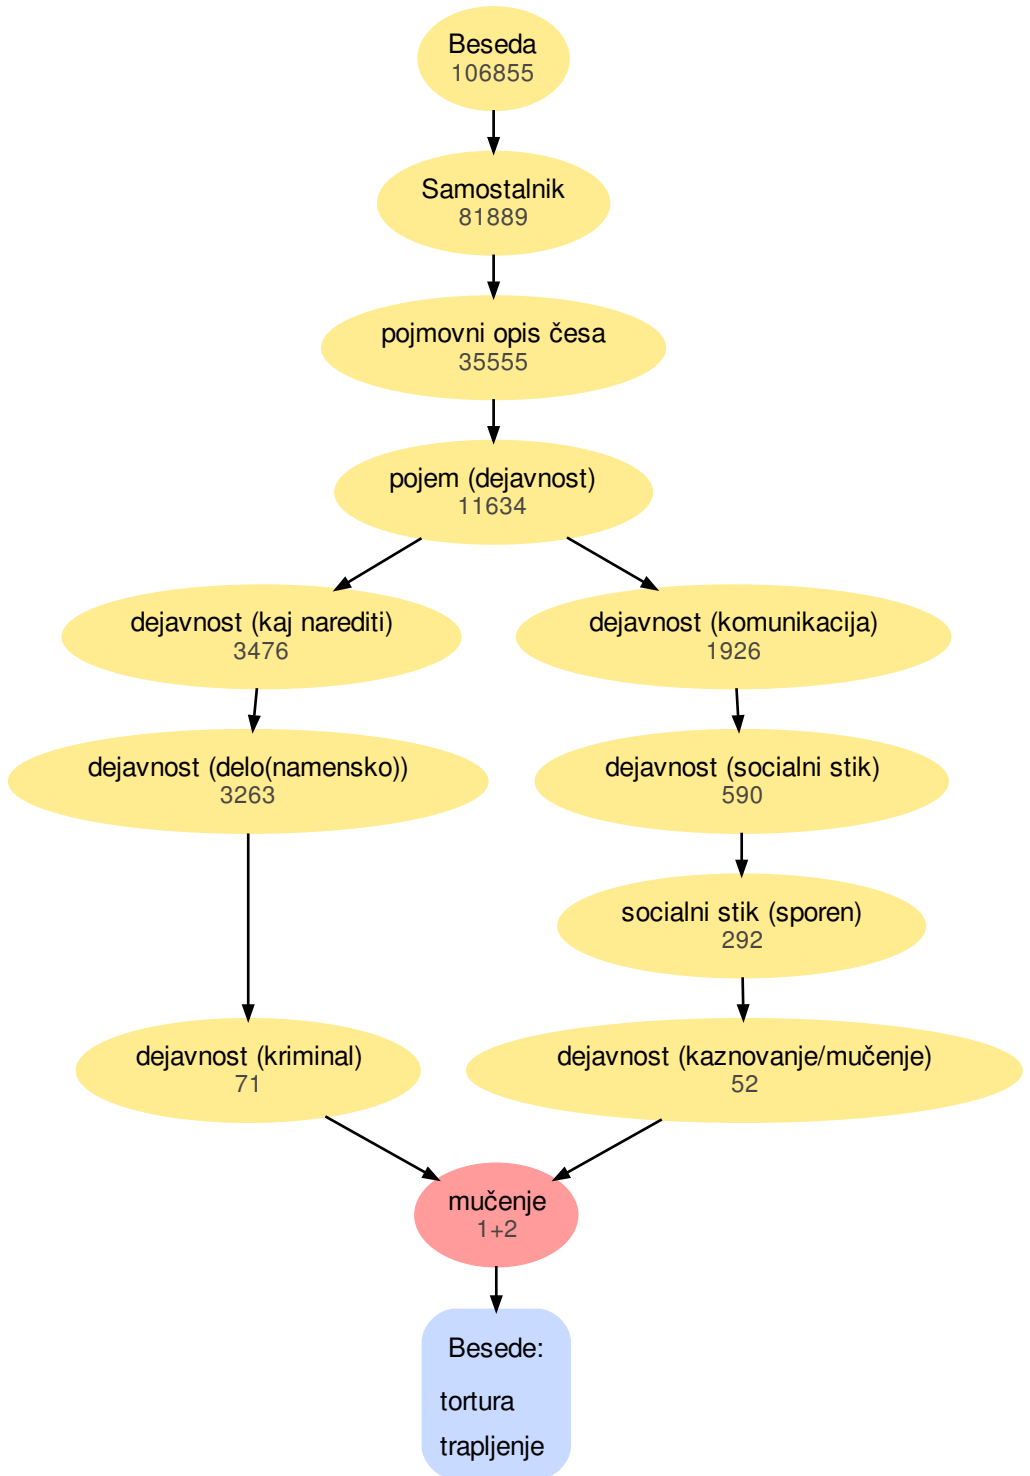 Beseda
106855
Samostalnik
81889
pojmovni opis česa
35555
pojem (dejavnost)
11634
dejavnost (kaj narediti)
3476
dejavnost (komunikacija)
1926
dejavnost (delo(namensko))
3263
dejavnost (socialni stik)
590
socialni stik (sporen)
292
dejavnost (kriminal)
71
dejavnost (kaznovanje/mučenje)
52
mučenje
1+2
Besede:
tortura
trapljenje